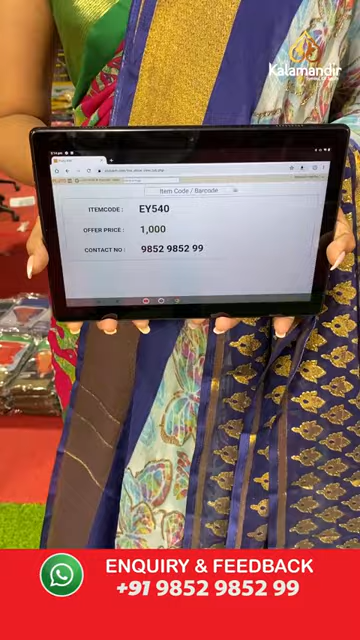 Kalamandir
Item Code / Barcode
ITEMCODE : EY540
OFFER PRICE : 1,000
CONTACT NO : 9852 9852 99
ENQUIRY & FEEDBACK
+91 9852 9852 99